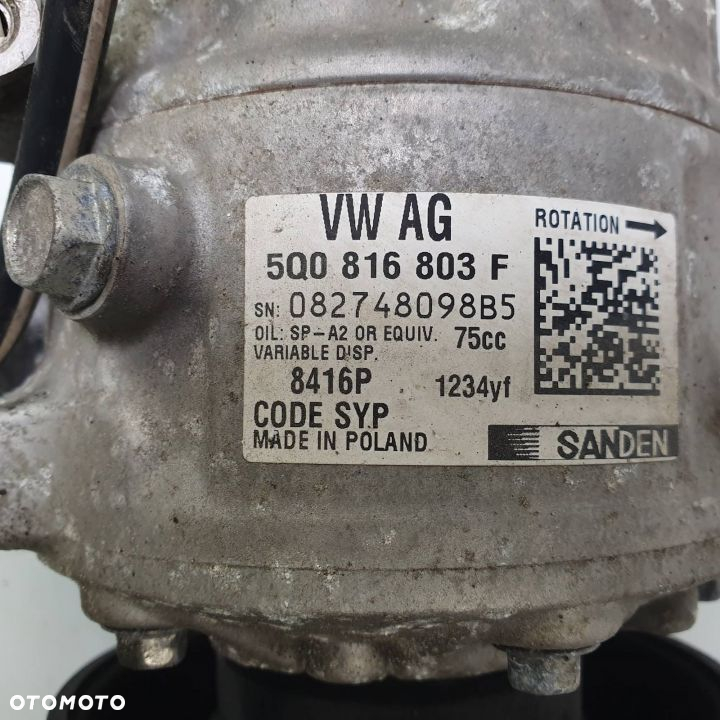 VW AG
ROTATION
5Q0 816 803 F
SN: 082748098B5
OIL: SP-A2 OR EQUIV. 75cc
VARIABLE DISP.
8416P 1234yf
CODE SYP
MADE IN POLAND
SANDEN
OTOMOTO